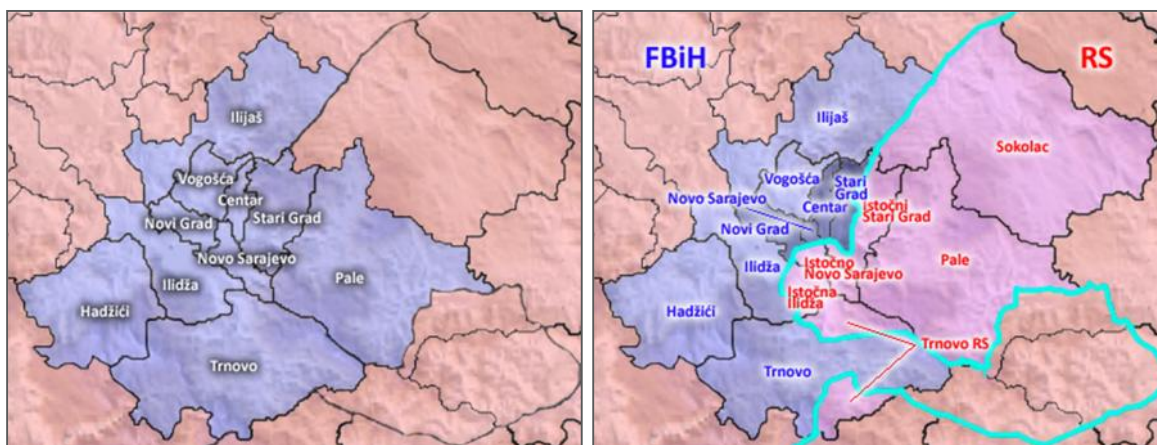 Ilijaš
Vogošća
Centar
Stari Grad
Novi Grad
Novo Sarajevo
Ilidža
Pale
Hadžići
Trnovo
FBiH
RS
Ilijaš
Sokolac
Vogošća
Stari
Grad
Novo Sarajevo
Centar
Istočni
Stari Grad
Novi Grad
Ilidža
Istočno
Novo Sarajevo
Pale
Istočna
Ilidža
Hadžići
Trnovo RS
Trnovo